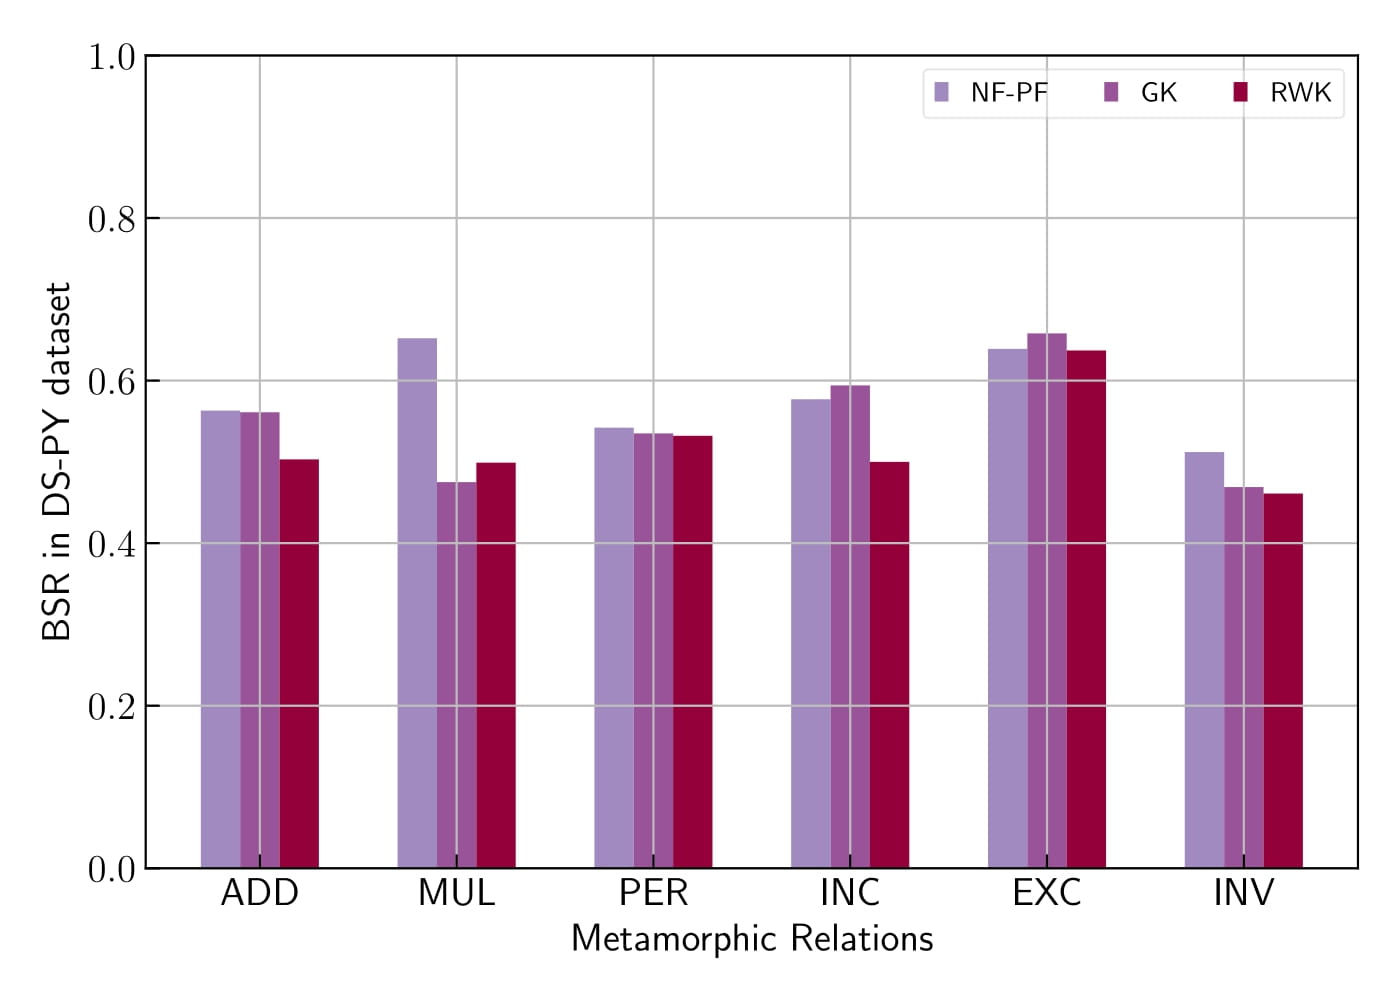 1.0
0.8
0.6
0.4
0.2
0.0
BSR in DS-PY dataset
NF-PF GK RWK
ADD MUL PER INC EXC INV
Metamorphic Relations